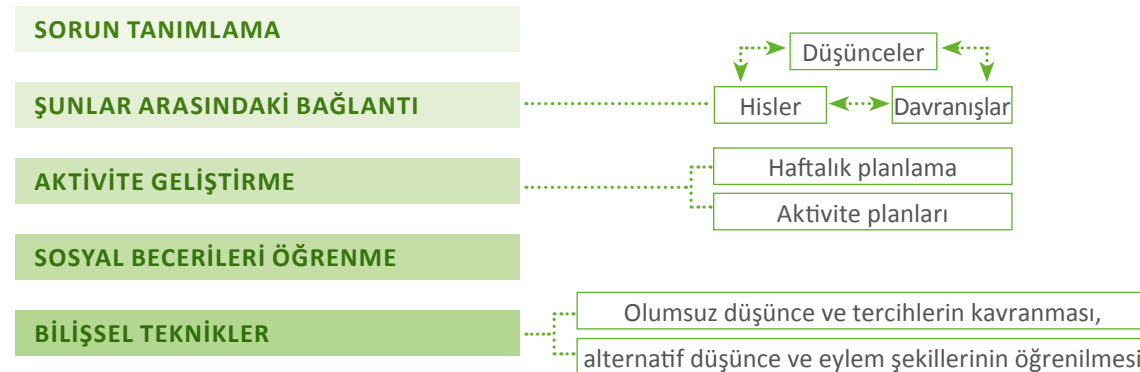 SORUN TANIMLAMA
ŞUNLAR ARASINDAKİ BAĞLANTI
Düşünceler
Hisler
Davranışlar
AKTİVİTE GELİŞTİRME
Haftalık planlama
Aktivite planları
SOSYAL BECERİLERİ ÖĞRENME
BİLİŞSEL TEKNİKLER
Olumsuz düşünce ve tercihlerin kavranması,
alternatif düşünce ve eylem şekillerinin öğrenilmesi